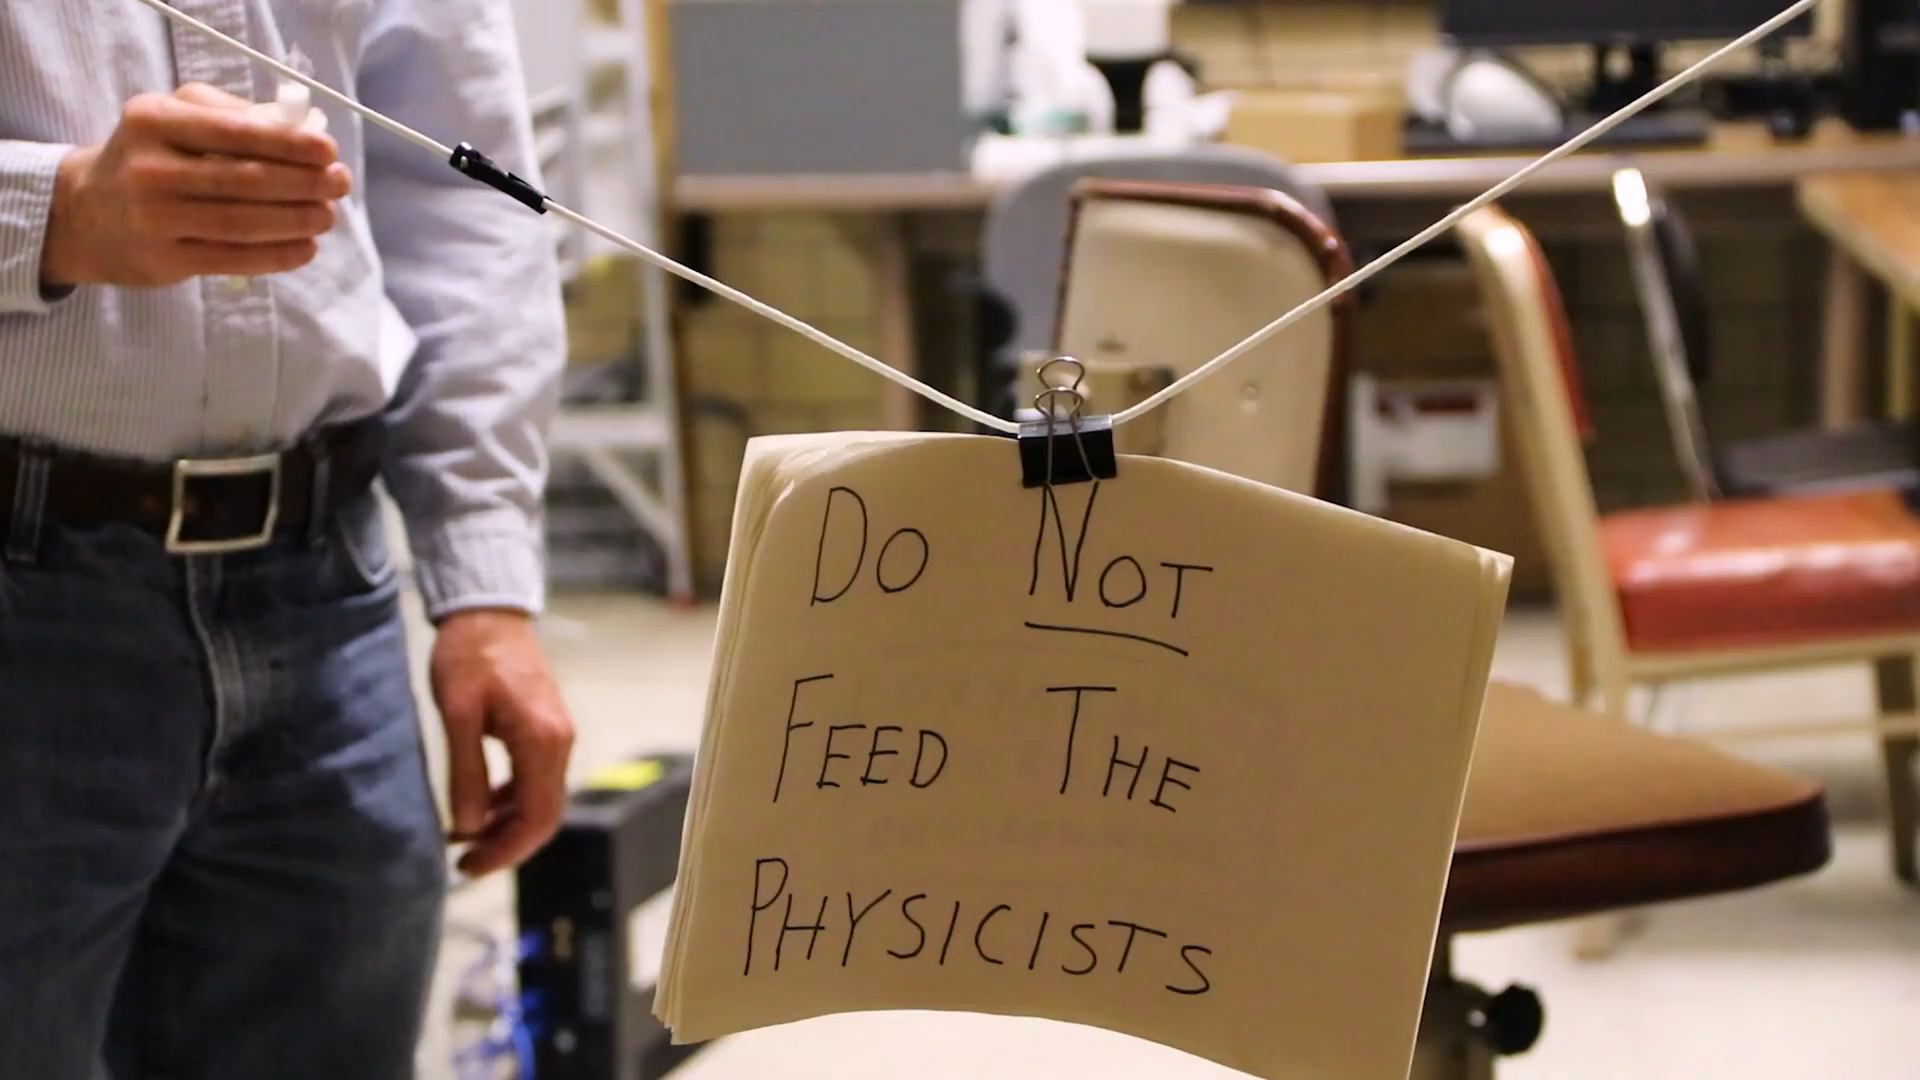 Do Not
Feed The
Physicists